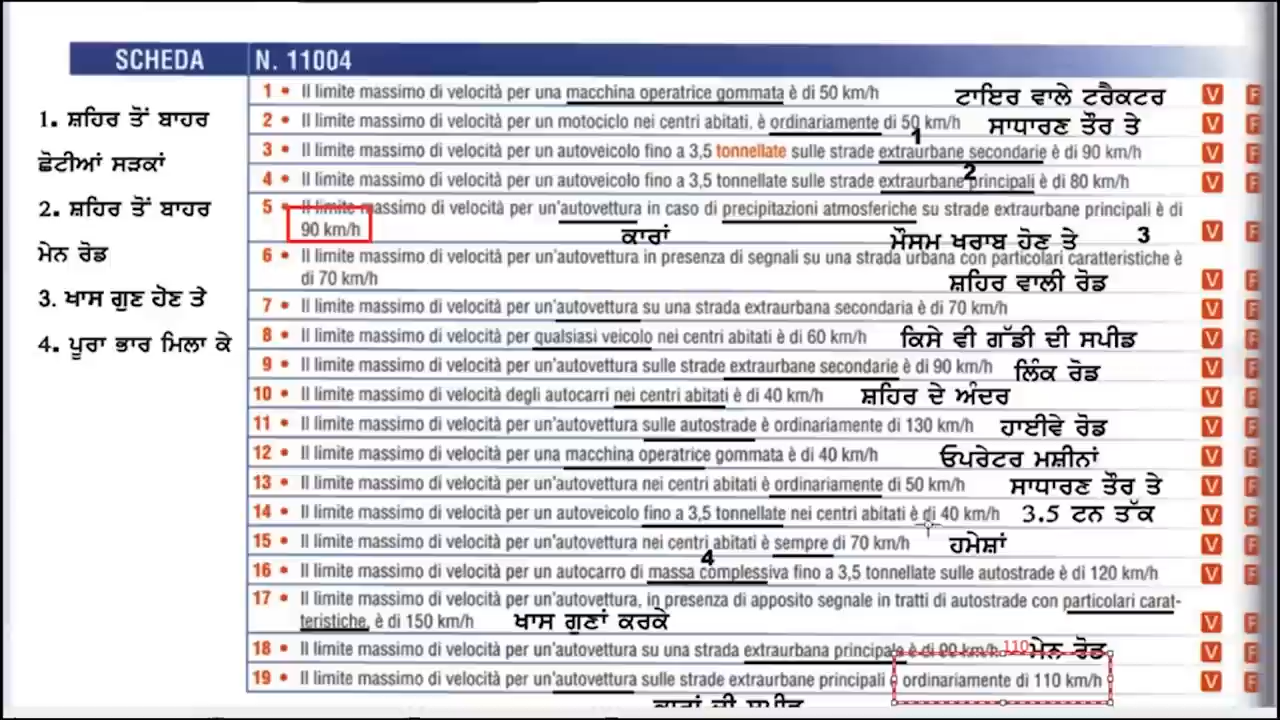 SCHEDA N. 11004
1. ਸ਼ਹਿਰ ਤੋਂ ਬਾਹਰ
ਛੋਟੀਆਂ ਸੜਕਾਂ
2. ਸ਼ਹਿਰ ਤੋਂ ਬਾਹਰ
ਮੇਨ ਰੋਡ
3. ਖਾਸ ਗੁਣ ਹੋਣ ਤੇ
4. ਪੂਰਾ ਭਾਰ ਮਿਲਾ ਕੇ
1 • Il limite massimo di velocità per una macchina operatrice gommata è di 50 km/h ਟਾਇਰ ਵਾਲੇ ਟਰੈਕਟਰ V F
2 • Il limite massimo di velocità per un motociclo nei centri abitati, è ordinariamente di 50 km/h ਸਾਧਾਰਣ ਤੌਰ ਤੇ V F
1
3 • Il limite massimo di velocità per un autoveicolo fino a 3,5 tonnellate sulle strade extraurbane secondarie è di 90 km/h V F
2
4 • Il limite massimo di velocità per un autoveicolo fino a 3,5 tonnellate sulle strade extraurbane principali è di 80 km/h V F
5 • Il limite massimo di velocità per un'autovettura in caso di precipitazioni atmosferiche su strade extraurbane principali è di
90 km/h ਕਾਰਾਂ ਮੌਸਮ ਖਰਾਬ ਹੋਣ ਤੇ 3 V F
6 • Il limite massimo di velocità per un'autovettura in presenza di segnali su una strada urbana con particolari caratteristiche è
di 70 km/h ਸ਼ਹਿਰ ਵਾਲੀ ਰੋਡ V F
7 • Il limite massimo di velocità per un'autovettura su una strada extraurbana secondaria è di 70 km/h V F
8 • Il limite massimo di velocità per qualsiasi veicolo nei centri abitati è di 60 km/h ਕਿਸੇ ਵੀ ਗੱਡੀ ਦੀ ਸਪੀਡ V F
9 • Il limite massimo di velocità per un'autovettura sulle strade extraurbane secondarie è di 90 km/h ਲਿੰਕ ਰੋਡ V F
10 • Il limite massimo di velocità degli autocarri nei centri abitati è di 40 km/h ਸ਼ਹਿਰ ਦੇ ਅੰਦਰ V F
11 • Il limite massimo di velocità per un'autovettura sulle autostrade è ordinariamente di 130 km/h ਹਾਈਵੇ ਰੋਡ V F
12 • Il limite massimo di velocità per una macchina operatrice gommata è di 40 km/h ਓਪਰੇਟਰ ਮਸ਼ੀਨਾਂ V F
13 • Il limite massimo di velocità per un'autovettura nei centri abitati è ordinariamente di 50 km/h ਸਾਧਾਰਣ ਤੌਰ ਤੇ V F
14 • Il limite massimo di velocità per un autoveicolo fino a 3,5 tonnellate nei centri abitati è di 40 km/h 3.5 ਟਨ ਤੱਕ V F
15 • Il limite massimo di velocità per un'autovettura nei centri abitati è sempre di 70 km/h ਹਮੇਸ਼ਾਂ V F
4
16 • Il limite massimo di velocità per un autocarro di massa complessiva fino a 3,5 tonnellate sulle autostrade è di 120 km/h V F
17 • Il limite massimo di velocità per un'autovettura, in presenza di apposito segnale in tratti di autostrade con particolari carat-
teristiche, è di 150 km/h ਖਾਸ ਗੁਣਾਂ ਕਰਕੇ V F
18 • Il limite massimo di velocità per un'autovettura su una strada extraurbana principale è di 90 km/h 110 ਮੇਨ ਰੋਡ V F
19 • Il limite massimo di velocità per un'autovettura sulle strade extraurbane principali è ordinariamente di 110 km/h V F
ਕਾਰਾਂ ਦੀ ਸਪੀਡ